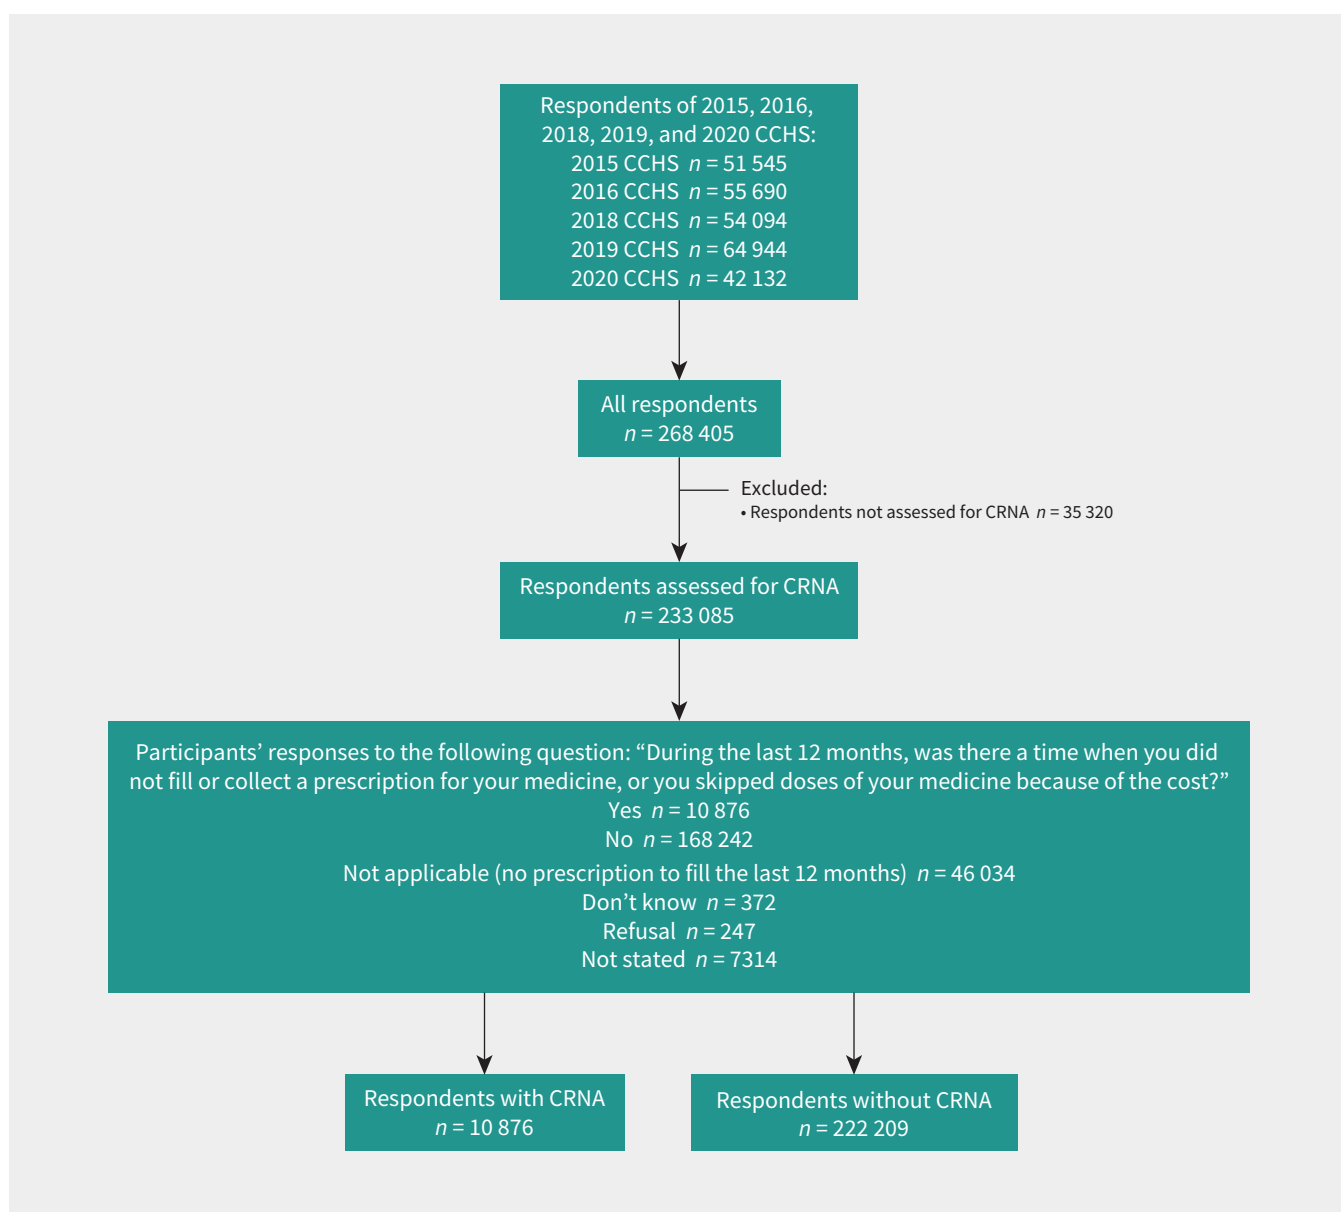 Respondents of 2015, 2016,
2018, 2019, and 2020 CCHS:
2015 CCHS n = 51 545
2016 CCHS n = 55 690
2018 CCHS n = 54 094
2019 CCHS n = 64 944
2020 CCHS n = 42 132
All respondents
n = 268 405
Excluded:
• Respondents not assessed for CRNA n = 35 320
Respondents assessed for CRNA
n = 233 085
Participants’ responses to the following question: “During the last 12 months, was there a time when you did
not fill or collect a prescription for your medicine, or you skipped doses of your medicine because of the cost?”
Yes n = 10 876
No n = 168 242
Not applicable (no prescription to fill the last 12 months) n = 46 034
Don’t know n = 372
Refusal n = 247
Not stated n = 7314
Respondents with CRNA
n = 10 876
Respondents without CRNA
n = 222 209